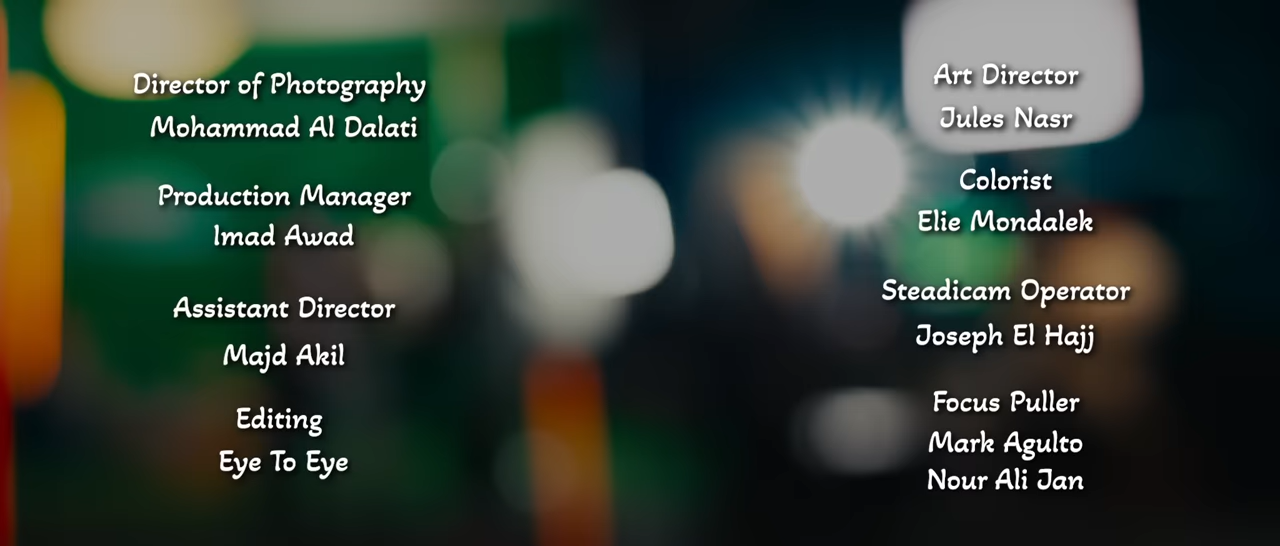 Director of Photography
Mohammad Al Dalati
Production Manager
Imad Awad
Assistant Director
Majd Akil
Editing
Eye To Eye
Art Director
Jules Nasr
Colorist
Elie Mondalek
Steadicam Operator
Joseph El Hajj
Focus Puller
Mark Agulto
Nour Ali Jan